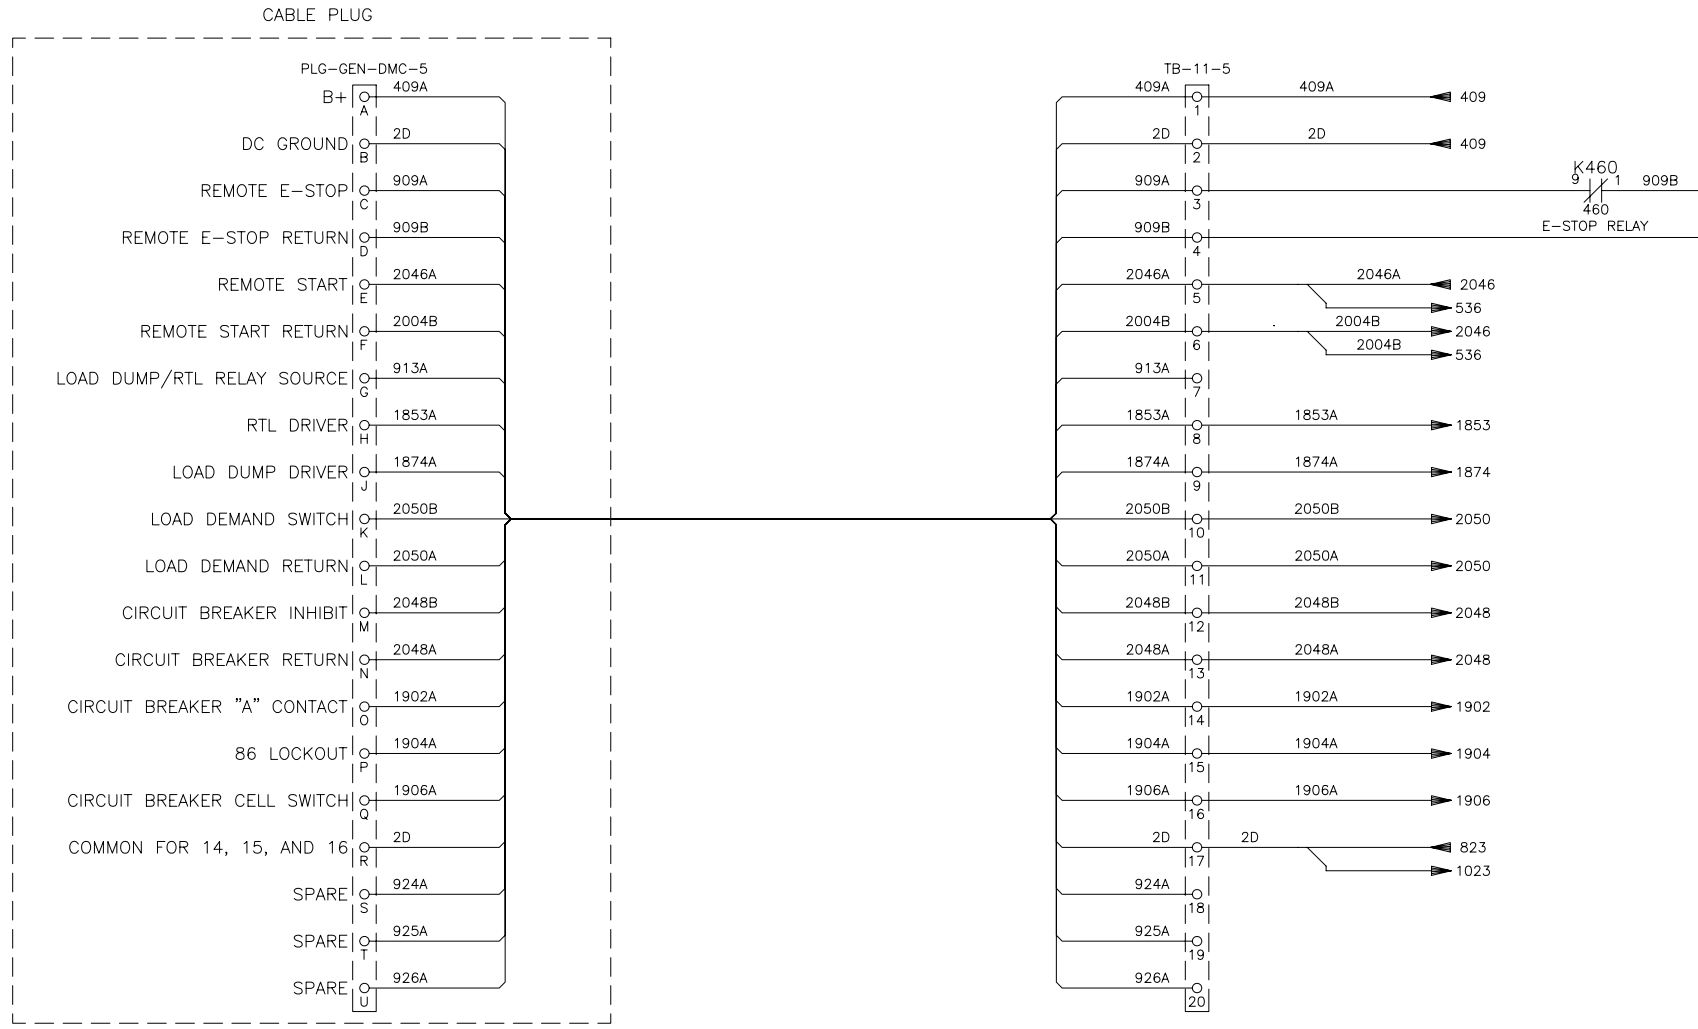 CABLE PLUG
PLG-GEN-DMC-5
TB-11-5
B+ A 409A 409A 1 409A 409
DC GROUND B 2D 2D 2 2D 409
K460
REMOTE E-STOP C 909A 909A 3 9 1 909B
460
E-STOP RELAY
REMOTE E-STOP RETURN D 909B 909B 4
REMOTE START E 2046A 2046A 5 2046A 2046
536
REMOTE START RETURN F 2004B 2004B 6 2004B 2046
2004B 536
LOAD DUMP/RTL RELAY SOURCE G 913A 913A 7
RTL DRIVER H 1853A 1853A 8 1853A 1853
LOAD DUMP DRIVER J 1874A 1874A 9 1874A 1874
LOAD DEMAND SWITCH K 2050B 2050B 10 2050B 2050
LOAD DEMAND RETURN L 2050A 2050A 11 2050A 2050
CIRCUIT BREAKER INHIBIT M 2048B 2048B 12 2048B 2048
CIRCUIT BREAKER RETURN N 2048A 2048A 13 2048A 2048
CIRCUIT BREAKER "A" CONTACT O 1902A 1902A 14 1902A 1902
86 LOCKOUT P 1904A 1904A 15 1904A 1904
CIRCUIT BREAKER CELL SWITCH Q 1906A 1906A 16 1906A 1906
COMMON FOR 14, 15, AND 16 R 2D 2D 17 2D 823
1023
SPARE S 924A 924A 18
SPARE T 925A 925A 19
SPARE U 926A 926A 20